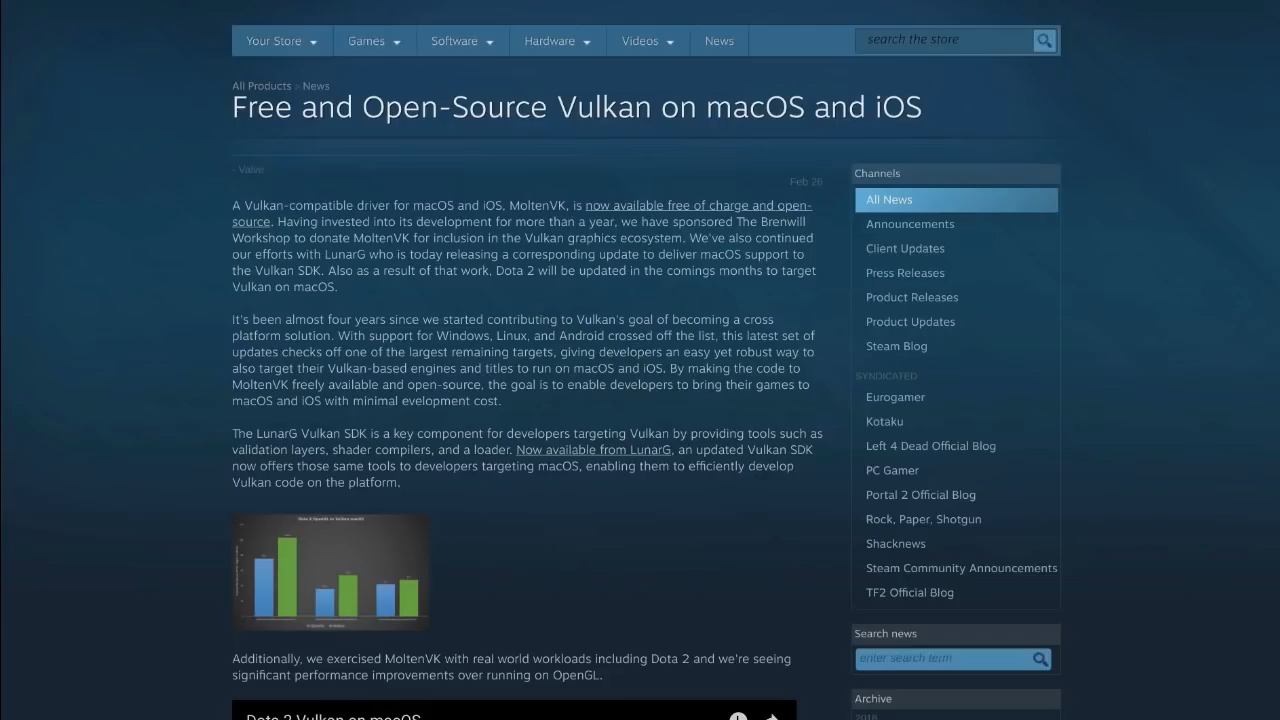 Your Store Games Software Hardware Videos News search the store
All Products > News
Free and Open-Source Vulkan on macOS and iOS
- Valve
Feb 26
A Vulkan-compatible driver for macOS and iOS, MoltenVK, is now available free of charge and open-
source. Having invested into its development for more than a year, we have sponsored The Brenwill
Workshop to donate MoltenVK for inclusion in the Vulkan graphics ecosystem. We've also continued
our efforts with LunarG who is today releasing a corresponding update to deliver macOS support to
the Vulkan SDK. Also as a result of that work, Dota 2 will be updated in the comings months to target
Vulkan on macOS.
It's been almost four years since we started contributing to Vulkan's goal of becoming a cross
platform solution. With support for Windows, Linux, and Android crossed off the list, this latest set of
updates checks off one of the largest remaining targets, giving developers an easy yet robust way to
also target their Vulkan-based engines and titles to run on macOS and iOS. By making the code to
MoltenVK freely available and open-source, the goal is to enable developers to bring their games to
macOS and iOS with minimal evelopment cost.
The LunarG Vulkan SDK is a key component for developers targeting Vulkan by providing tools such as
validation layers, shader compilers, and a loader. Now available from LunarG, an updated Vulkan SDK
now offers those same tools to developers targeting macOS, enabling them to efficiently develop
Vulkan code on the platform.
Dota 2 OpenGL vs Vulkan macOS
Additionally, we exercised MoltenVK with real world workloads including Dota 2 and we're seeing
significant performance improvements over running on OpenGL.
Dota 2 Vulkan on macOS
Channels
All News
Announcements
Client Updates
Press Releases
Product Releases
Product Updates
Steam Blog
SYNDICATED
Eurogamer
Kotaku
Left 4 Dead Official Blog
PC Gamer
Portal 2 Official Blog
Rock, Paper, Shotgun
Shacknews
Steam Community Announcements
TF2 Official Blog
Search news
enter search term
Archive
2018